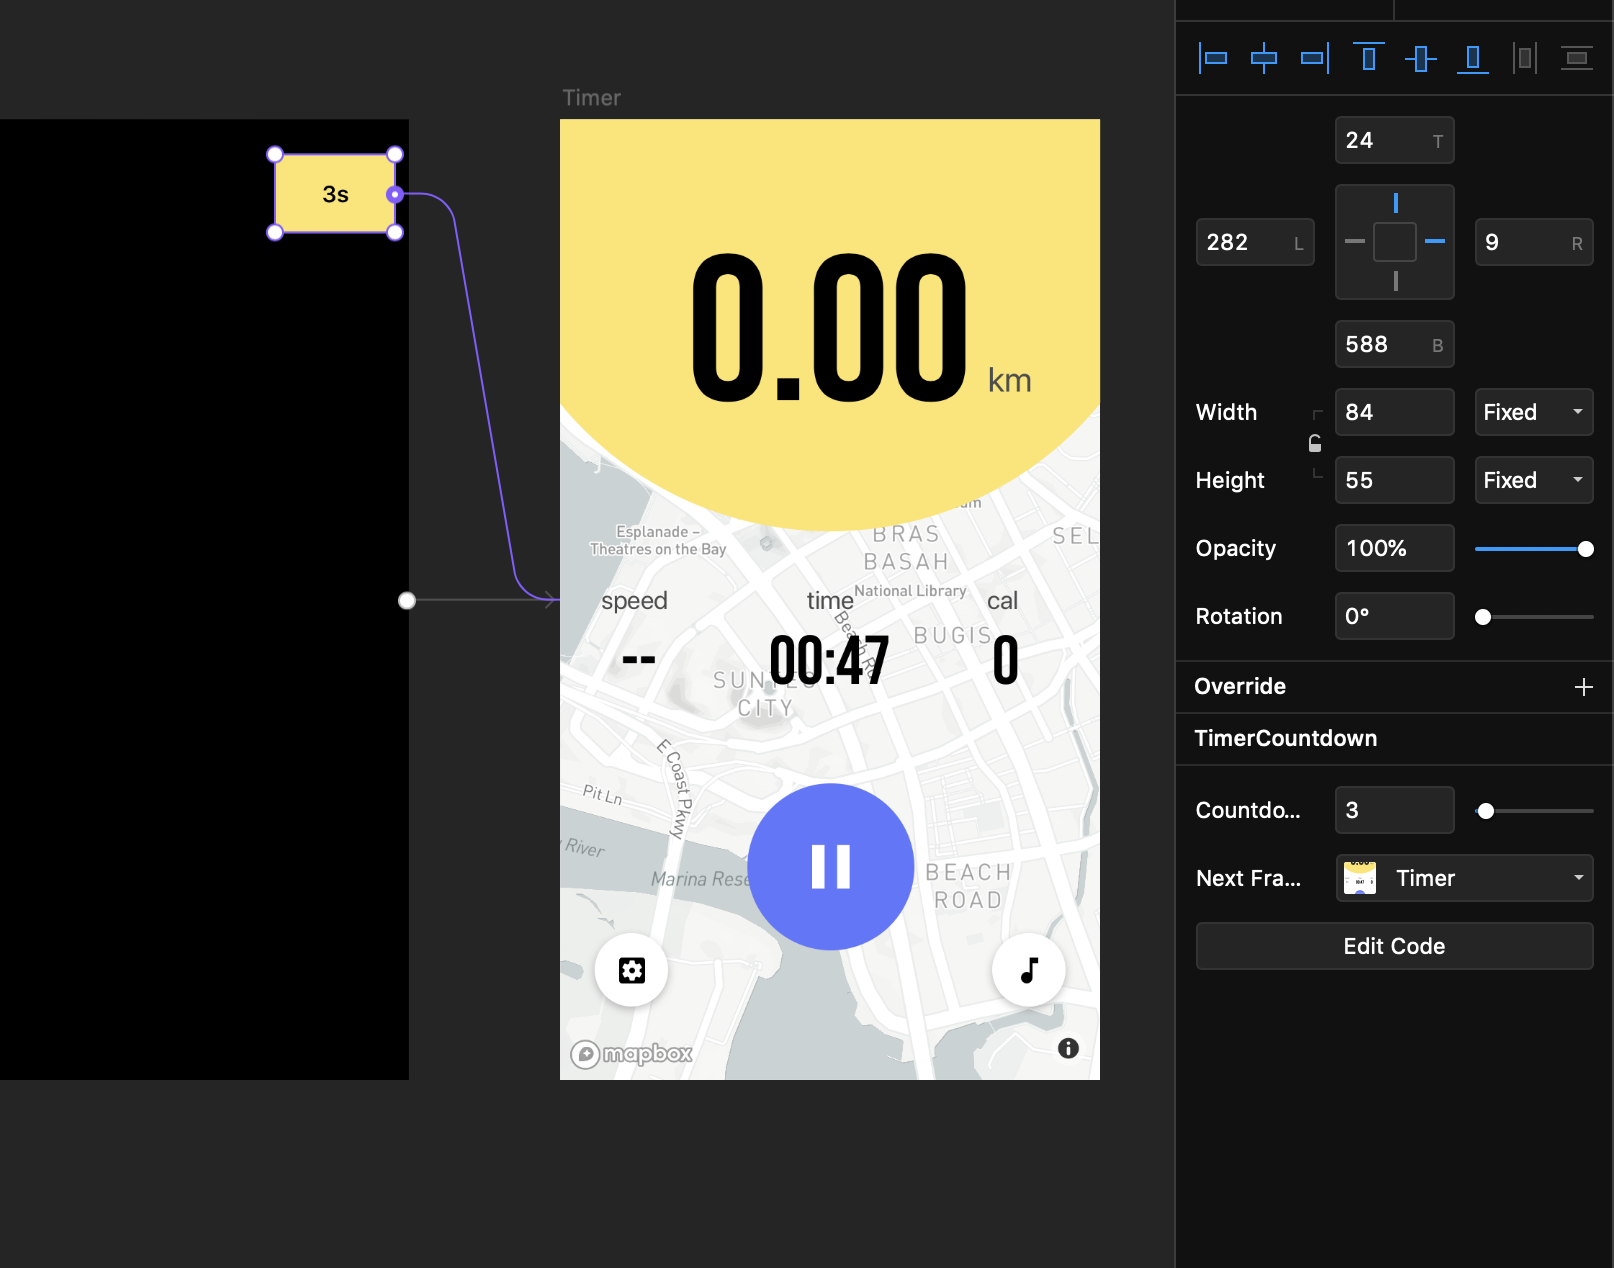 Timer
3s
0.00
km
Esplanade –
Theatres on the Bay
um
BRAS
BASAH
SEL
National Library
speed
time
cal
Beach Rd
BUGIS
--
00:47
0
SUNTEC
CITY
E Coast Pkwy
Pit Ln
River
Marina Rese
BEACH
ROAD
mapbox
24 T
282 L
9 R
588 B
Width
84
Fixed
Height
55
Fixed
Opacity
100%
Rotation
0°
Override
TimerCountdown
Countdo...
3
Next Fra...
Timer
Edit Code